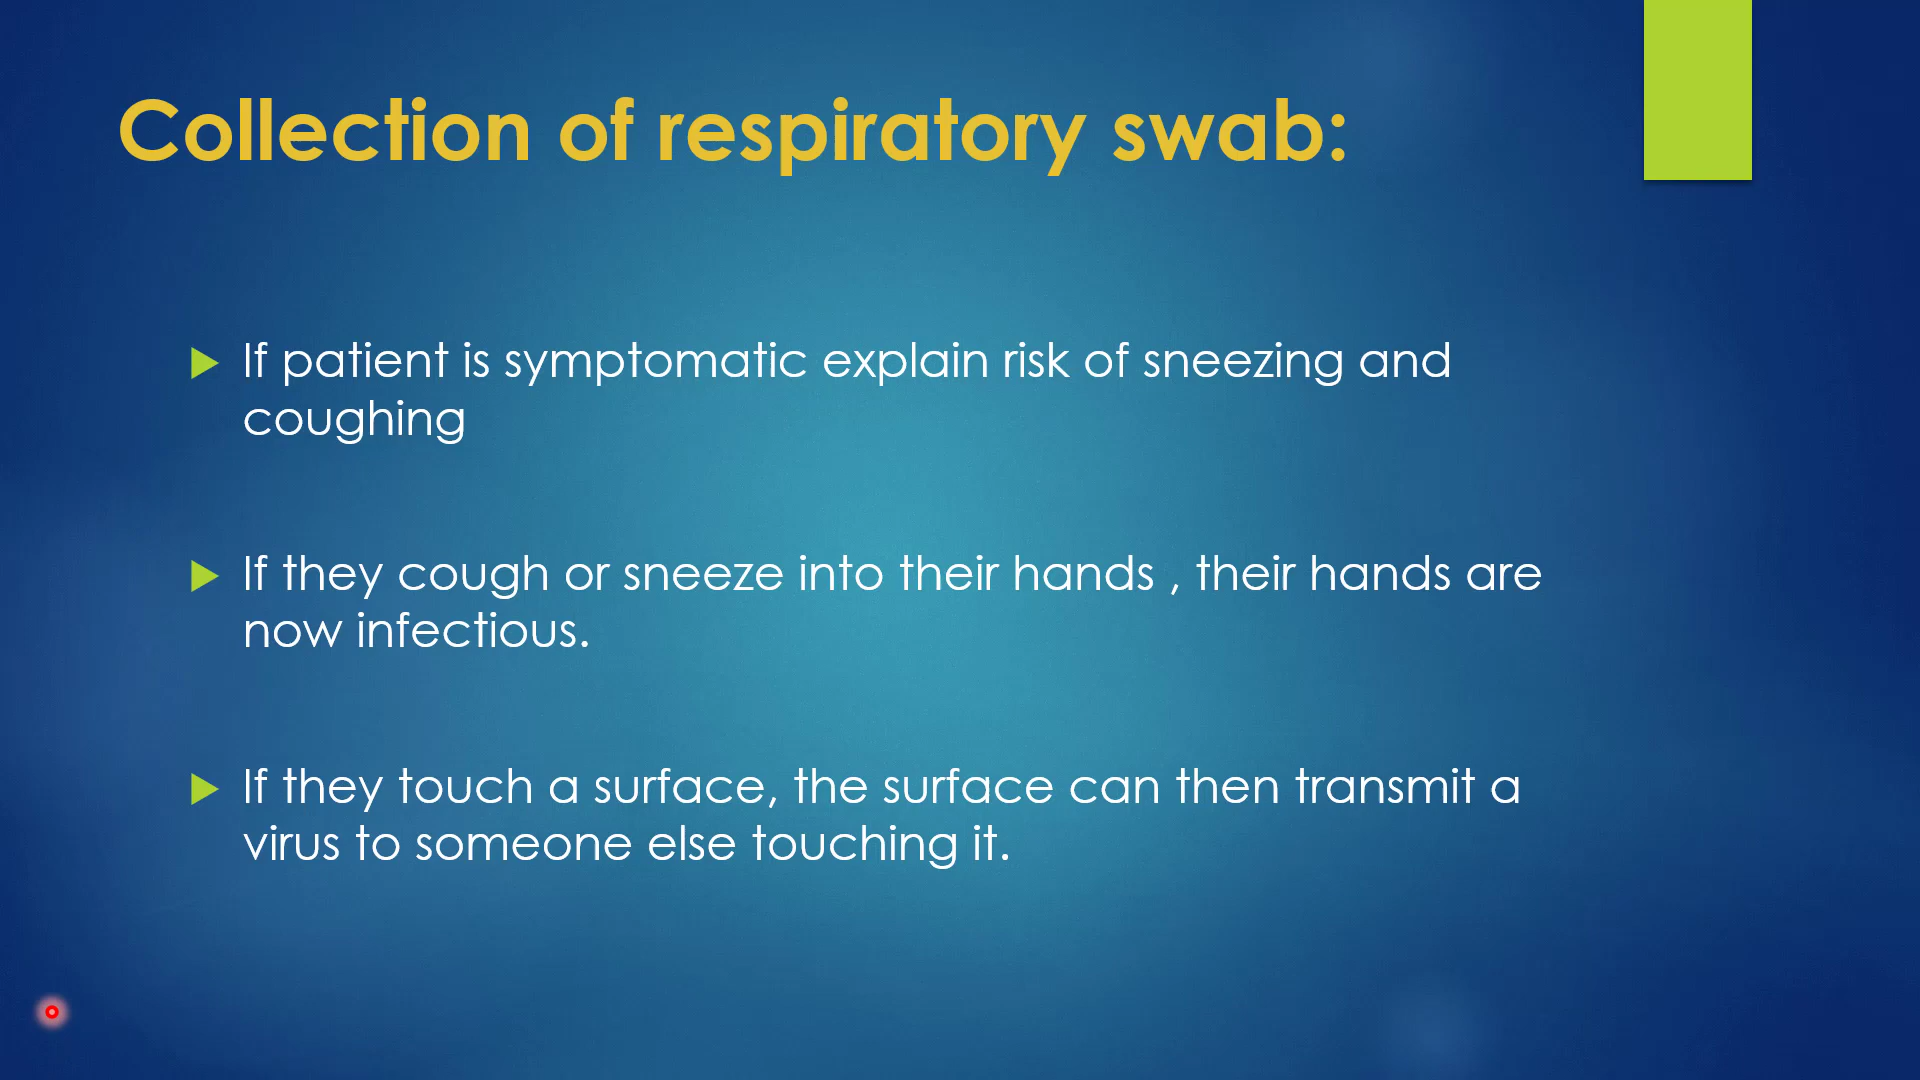 Collection of respiratory swab:
If patient is symptomatic explain risk of sneezing and
coughing
If they cough or sneeze into their hands , their hands are
now infectious.
If they touch a surface, the surface can then transmit a
virus to someone else touching it.